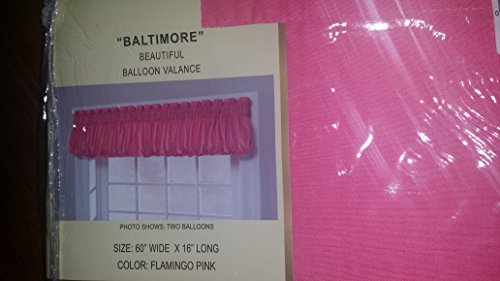 "BALTIMORE"
BEAUTIFUL
BALLOON VALANCE
PHOTO SHOWS: TWO BALLOONS
SIZE: 60" WIDE X 16" LONG
COLOR: FLAMINGO PINK